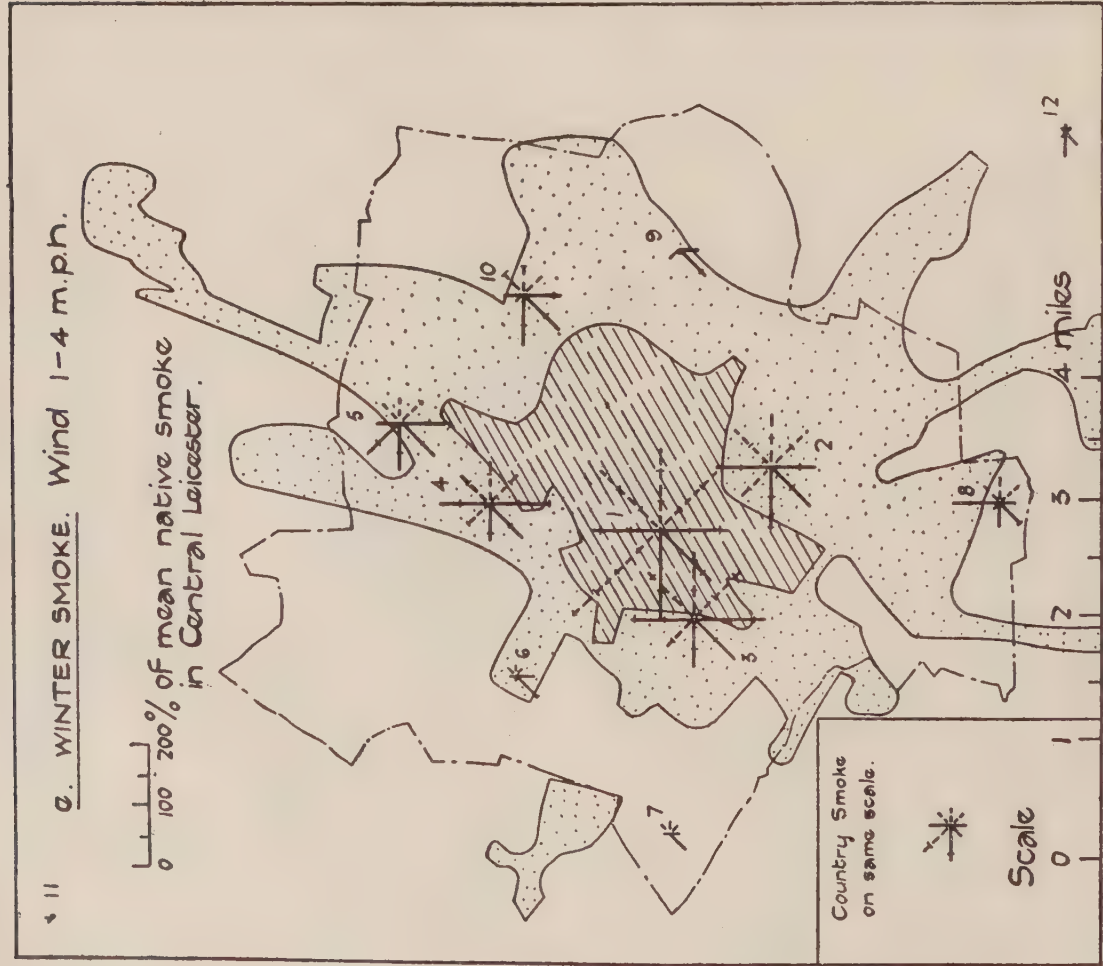 a. WINTER SMOKE. Wind 1-4 m.p.h.
11
0 100 200% of mean native smoke
in Central Leicester.
5
10
4
9
6
1
2
3
7
8
12
Country Smoke
on same scale.
Scale
0 1 2 3 4 miles